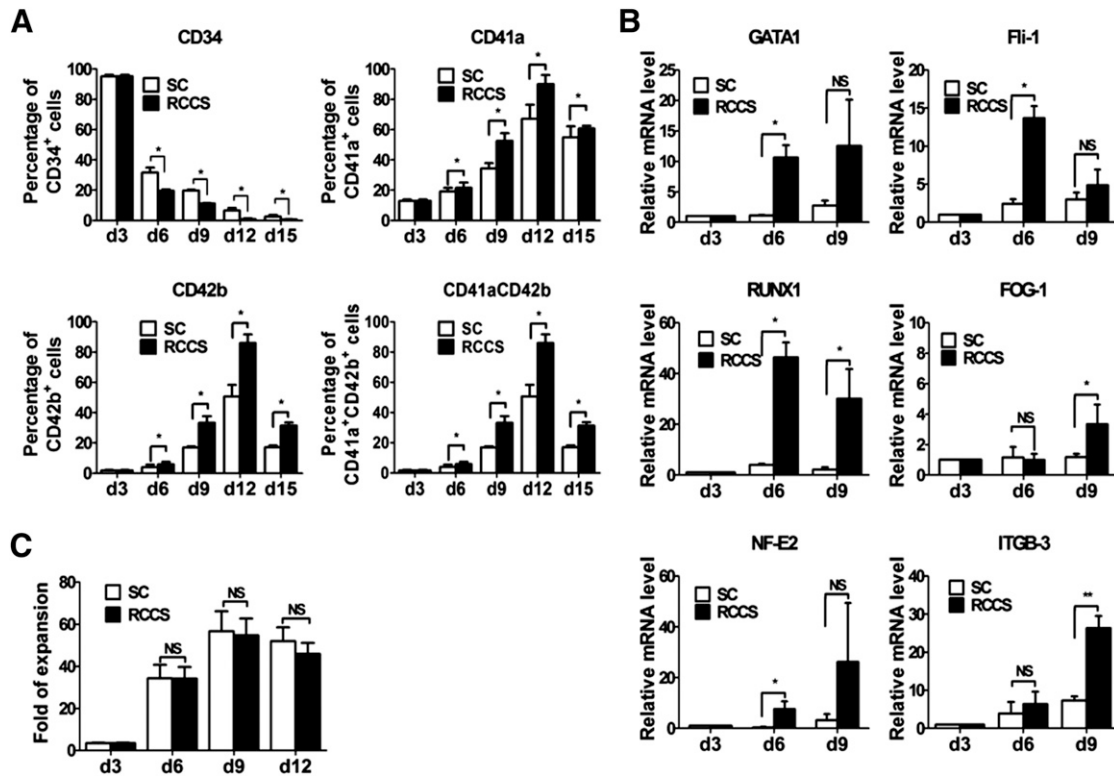 A
CD34
Percentage of
CD34+ cells
100
80
60
40
20
0
SC
RCCS
*
*
*
*
d3 d6 d9 d12 d15
CD41a
Percentage of
CD41a+ cells
100
80
60
40
20
0
SC
RCCS
*
*
*
*
d3 d6 d9 d12 d15
CD42b
Percentage of
CD42b+ cells
100
80
60
40
20
0
SC
RCCS
*
*
*
*
d3 d6 d9 d12 d15
CD41aCD42b
Percentage of
CD41a+CD42b+ cells
100
80
60
40
20
0
SC
RCCS
*
*
*
*
d3 d6 d9 d12 d15
B
GATA1
Relative mRNA level
25
20
15
10
5
0
SC
RCCS
*
NS
d3 d6 d9
Fli-1
Relative mRNA level
20
15
10
5
0
SC
RCCS
*
NS
d3 d6 d9
RUNX1
Relative mRNA level
60
50
40
30
20
10
0
SC
RCCS
*
*
d3 d6 d9
FOG-1
Relative mRNA level
8
6
4
2
0
SC
RCCS
NS
*
d3 d6 d9
NF-E2
Relative mRNA level
60
40
20
0
SC
RCCS
*
NS
d3 d6 d9
ITGB-3
Relative mRNA level
40
30
20
10
0
SC
RCCS
NS
**
d3 d6 d9
C
Fold of expansion
80
60
40
20
0
SC
RCCS
NS
NS
NS
d3 d6 d9 d12